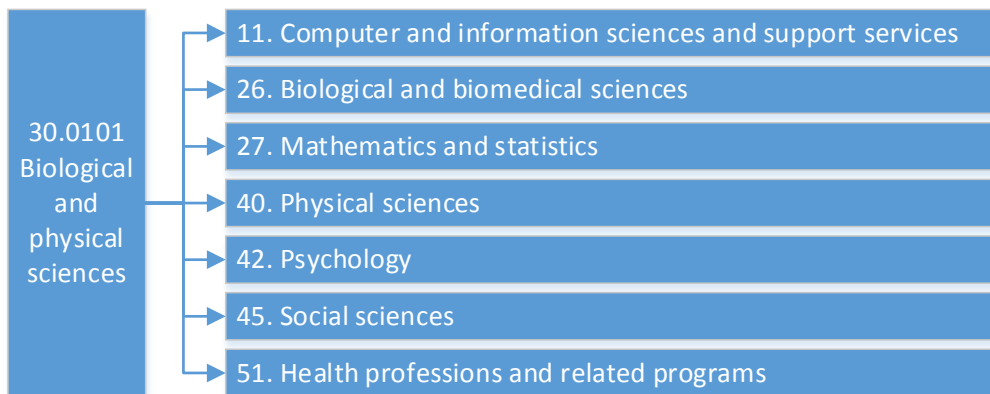 30.0101
Biological
and
physical
sciences
11. Computer and information sciences and support services
26. Biological and biomedical sciences
27. Mathematics and statistics
40. Physical sciences
42. Psychology
45. Social sciences
51. Health professions and related programs